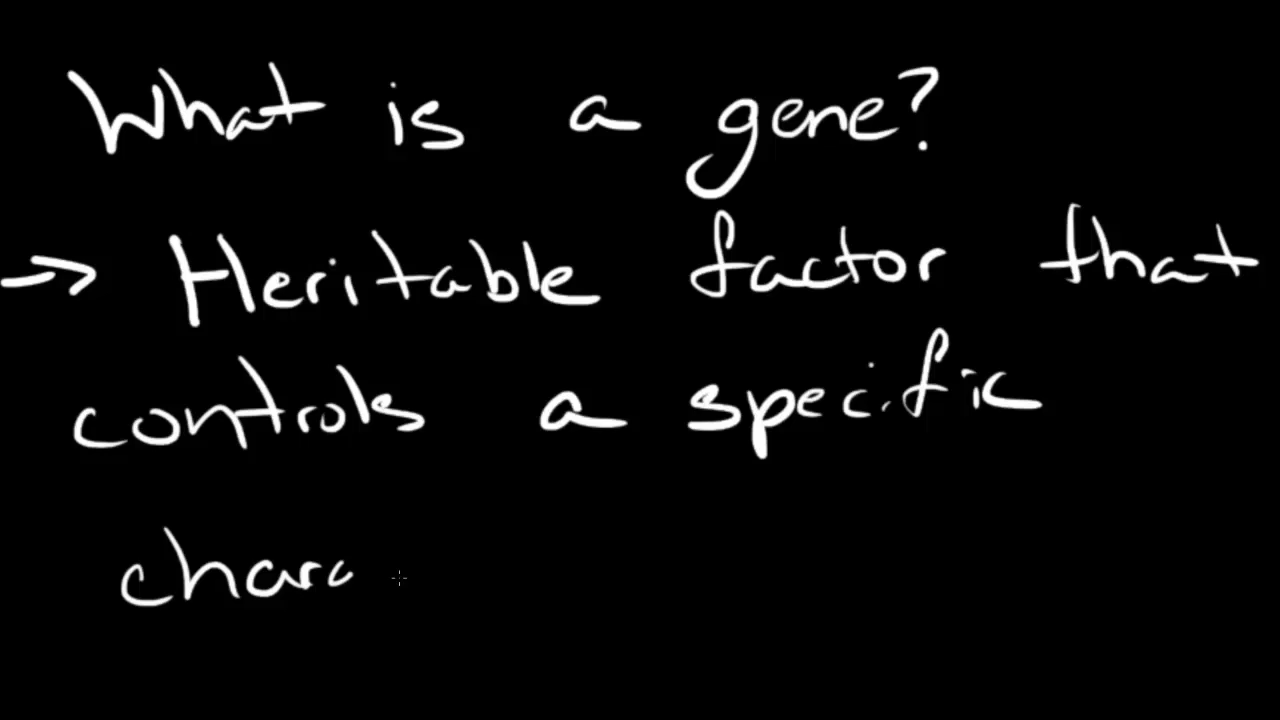 What is a gene?
→ Heritable factor that
controls a specific
chara